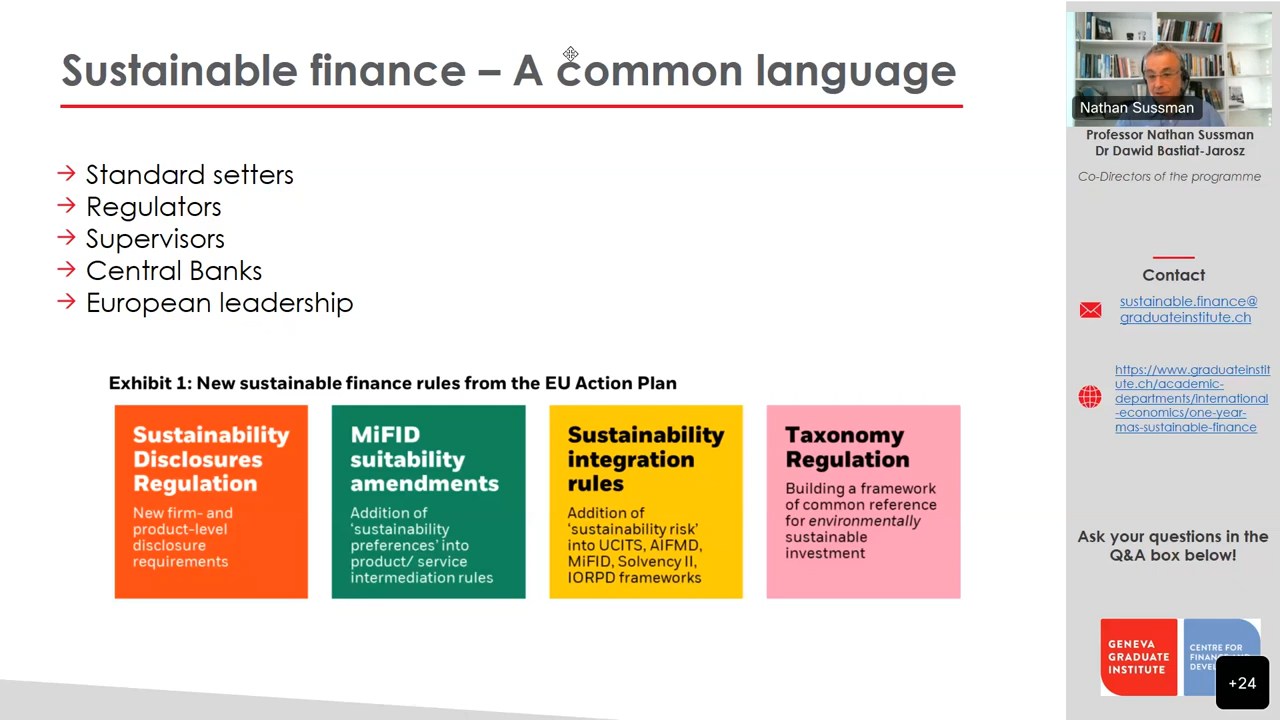 Sustainable finance – A common language
→ Standard setters
→ Regulators
→ Supervisors
→ Central Banks
→ European leadership
Exhibit 1: New sustainable finance rules from the EU Action Plan
Sustainability
Disclosures
Regulation
New firm- and
product-level
disclosure
requirements
MiFID
suitability
amendments
Addition of
‘sustainability
preferences’ into
product/ service
intermediation rules
Sustainability
integration
rules
Addition of
‘sustainability risk’
into UCITS, AIFMD,
MiFID, Solvency II,
IORPD frameworks
Taxonomy
Regulation
Building a framework
of common reference
for environmentally
sustainable
investment
Nathan Sussman
Professor Nathan Sussman
Dr Dawid Bastiat-Jarosz
Co-Directors of the programme
Contact
sustainable.finance@
graduateinstitute.ch
https://www.graduateinstit
ute.ch/academic-
departments/international
-economics/one-year-
mas-sustainable-finance
Ask your questions in the
Q&A box below!
GENEVA
GRADUATE
INSTITUTE
CENTRE FOR
+24